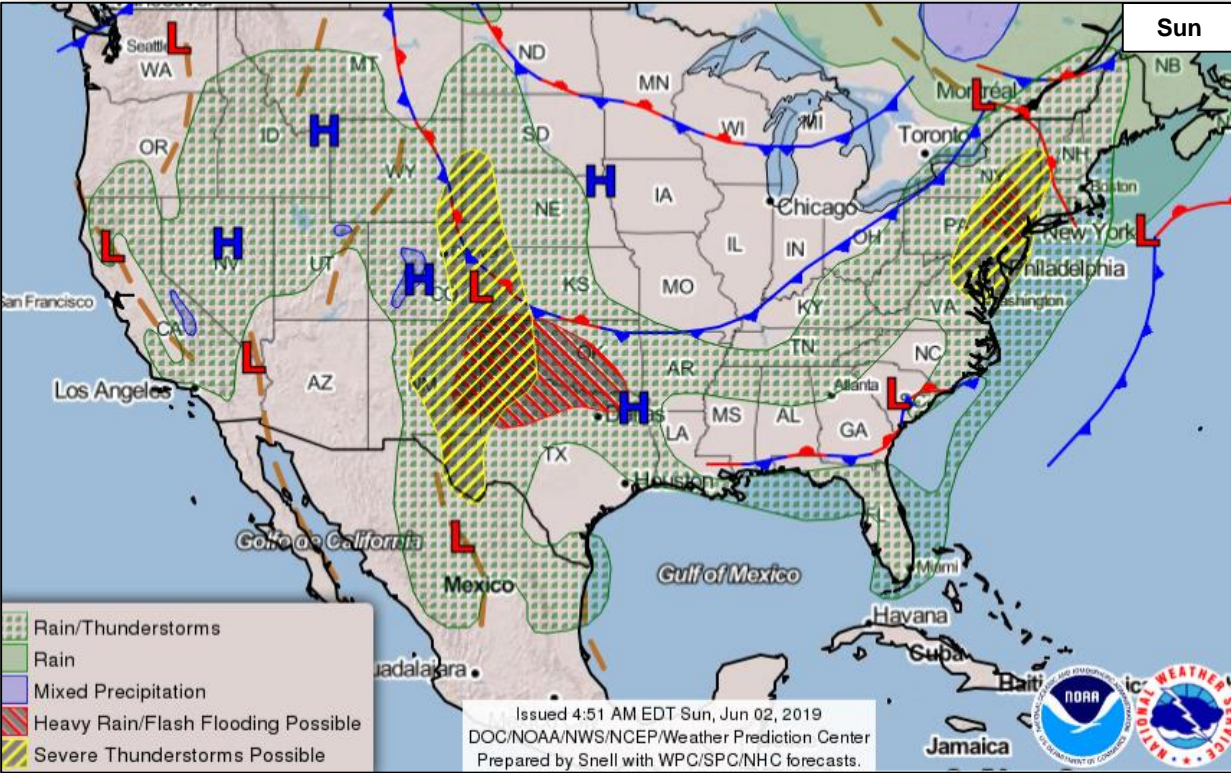 Sun
Vancouver
Seattle
L
WA
MT
ND
MN
Montréal
L
NB
OR
ID
H
SD
WI
MI
Toronto
NH
WY
NE
H
IA
Chicago
NY
Boston
L
H
NV
UT
H
CO
L
KS
MO
IL
IN
OH
PA
New York
L
Philadelphia
San Francisco
CA
KY
VA
Washington
L
Los Angeles
AZ
NM
OK
AR
TN
NC
H
Dallas
Atlanta
L
SC
LA
MS
AL
GA
TX
Houston
FL
Golfo de California
L
Mexico
Gulf of Mexico
Miami
Havana
Cuba
Haiti
uadalajara
Jamaica
Rain/Thunderstorms
Rain
Mixed Precipitation
Heavy Rain/Flash Flooding Possible
Severe Thunderstorms Possible
Issued 4:51 AM EDT Sun, Jun 02, 2019
DOC/NOAA/NWS/NCEP/Weather Prediction Center
Prepared by Snell with WPC/SPC/NHC forecasts.
NOAA
NATIONAL WEATHER SERVICE